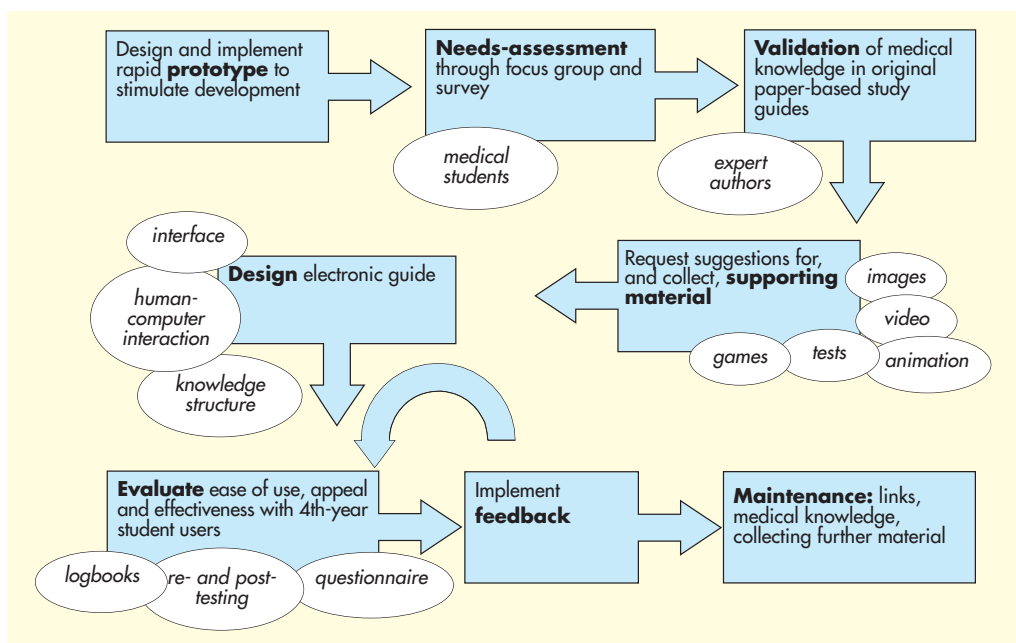 Design and implement
rapid prototype to
stimulate development
Needs-assessment
through focus group and
survey
medical
students
Validation of medical
knowledge in original
paper-based study
guides
expert
authors
Request suggestions for,
and collect, supporting
material
images
video
animation
tests
games
Design electronic guide
interface
human-
computer
interaction
knowledge
structure
Evaluate ease of use, appeal
and effectiveness with 4th-year
student users
logbooks
re- and post-
testing
questionnaire
Implement
feedback
Maintenance: links,
medical knowledge,
collecting further material